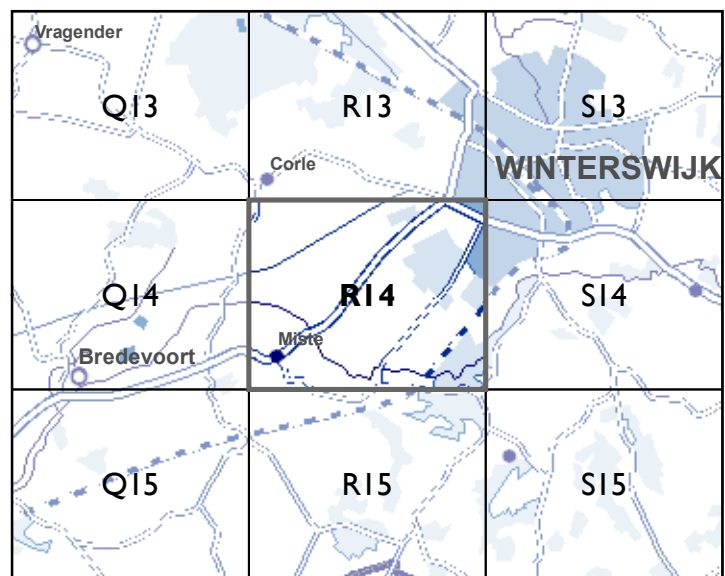 Vragender
Q13
R13
S13
Corle
WINTERSWIJK
Q14
R14
S14
Miste
Bredevoort
Q15
R15
S15